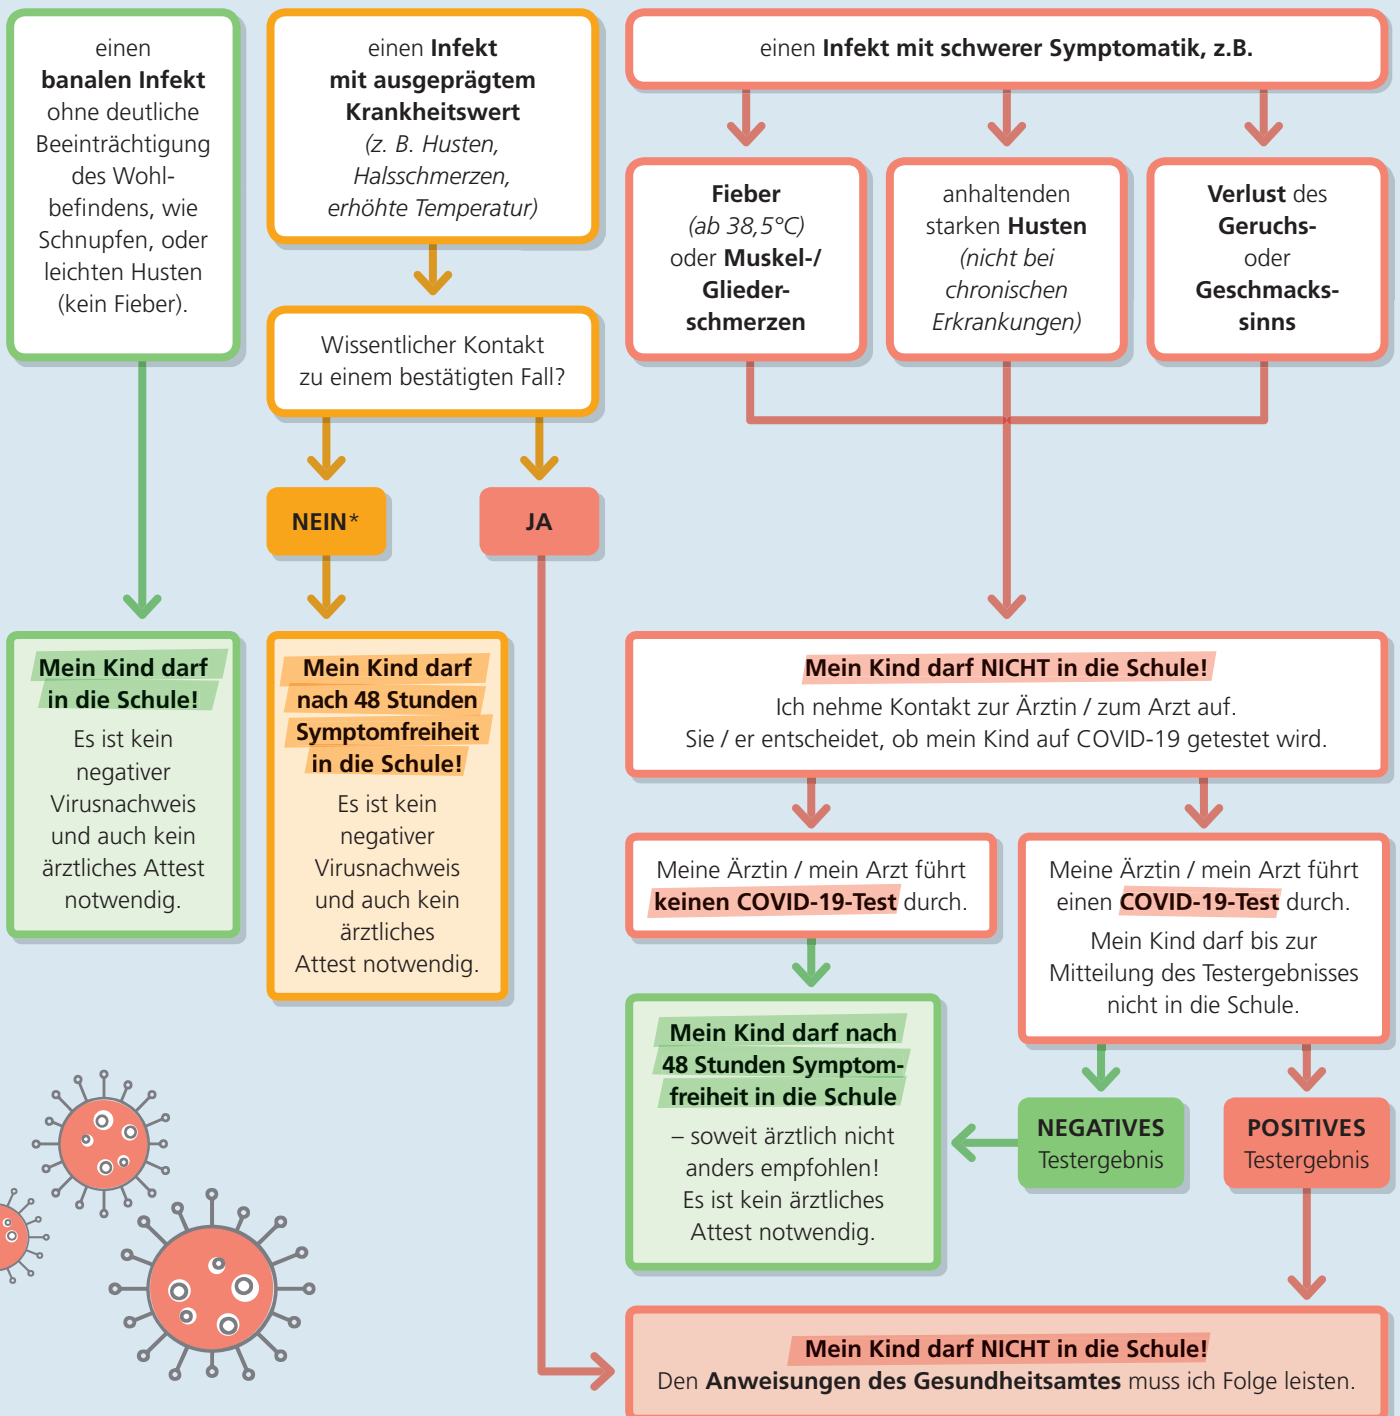 einen
banalen Infekt
ohne deutliche
Beeinträchtigung
des Wohl-
befindens, wie
Schnupfen, oder
leichten Husten
(kein Fieber).
einen Infekt
mit ausgeprägtem
Krankheitswert
(z. B. Husten,
Halsschmerzen,
erhöhte Temperatur)
einen Infekt mit schwerer Symptomatik, z.B.
Fieber
(ab 38,5°C)
oder Muskel-/
Glieder-
schmerzen
anhaltenden
starken Husten
(nicht bei
chronischen
Erkrankungen)
Verlust des
Geruchs-
oder
Geschmacks-
sinns
Wissentlicher Kontakt
zu einem bestätigten Fall?
NEIN*
JA
Mein Kind darf
in die Schule!
Es ist kein
negativer
Virusnachweis
und auch kein
ärztliches Attest
notwendig.
Mein Kind darf
nach 48 Stunden
Symptomfreiheit
in die Schule!
Es ist kein
negativer
Virusnachweis
und auch kein
ärztliches
Attest notwendig.
Mein Kind darf NICHT in die Schule!
Ich nehme Kontakt zur Ärztin / zum Arzt auf.
Sie / er entscheidet, ob mein Kind auf COVID-19 getestet wird.
Meine Ärztin / mein Arzt führt
keinen COVID-19-Test durch.
Meine Ärztin / mein Arzt führt
einen COVID-19-Test durch.
Mein Kind darf bis zur
Mitteilung des Testergebnisses
nicht in die Schule.
Mein Kind darf nach
48 Stunden Symptom-
freiheit in die Schule
– soweit ärztlich nicht
anders empfohlen!
Es ist kein ärztliches
Attest notwendig.
NEGATIVES
Testergebnis
POSITIVES
Testergebnis
Mein Kind darf NICHT in die Schule!
Den Anweisungen des Gesundheitsamtes muss ich Folge leisten.